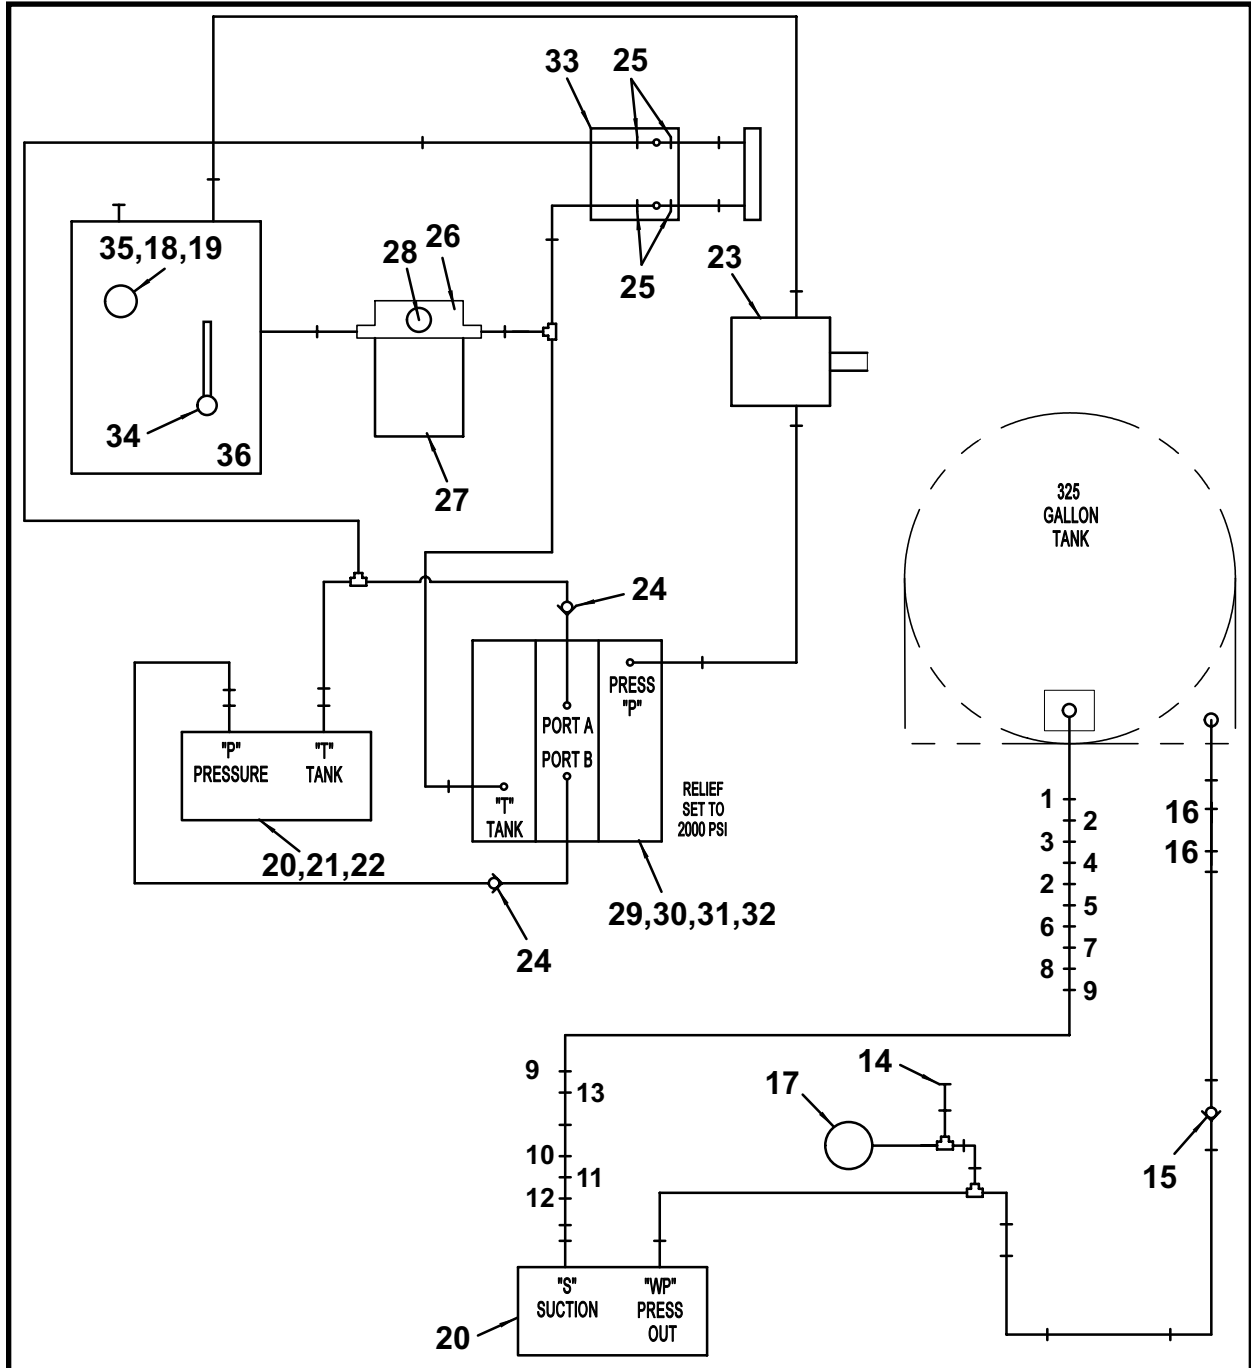 33
25
35,18,19
28
26
25
23
34
36
27
325
GALLON
TANK
24
PRESS
"P"
PORT A
PORT B
"P"
PRESSURE
"T"
TANK
"T"
TANK
RELIEF
SET TO
2000 PSI
20,21,22
29,30,31,32
24
1
2
3
4
2
5
6
7
8
9
16
16
9
13
10
11
12
17
14
15
"S"
SUCTION
"WP"
PRESS
OUT
20